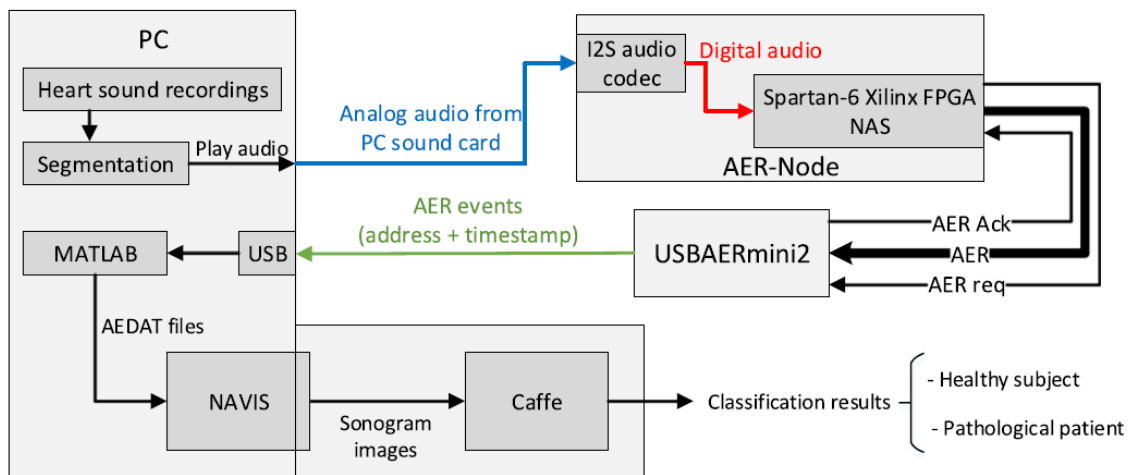 PC
Heart sound recordings
Segmentation
Play audio
Analog audio from
PC sound card
I2S audio
codec
Digital audio
Spartan-6 Xilinx FPGA
NAS
AER-Node
AER events
(address + timestamp)
USBAERmini2
AER Ack
AER
AER req
MATLAB
USB
AEDAT files
NAVIS
Sonogram
images
Caffe
Classification results
- Healthy subject
- Pathological patient